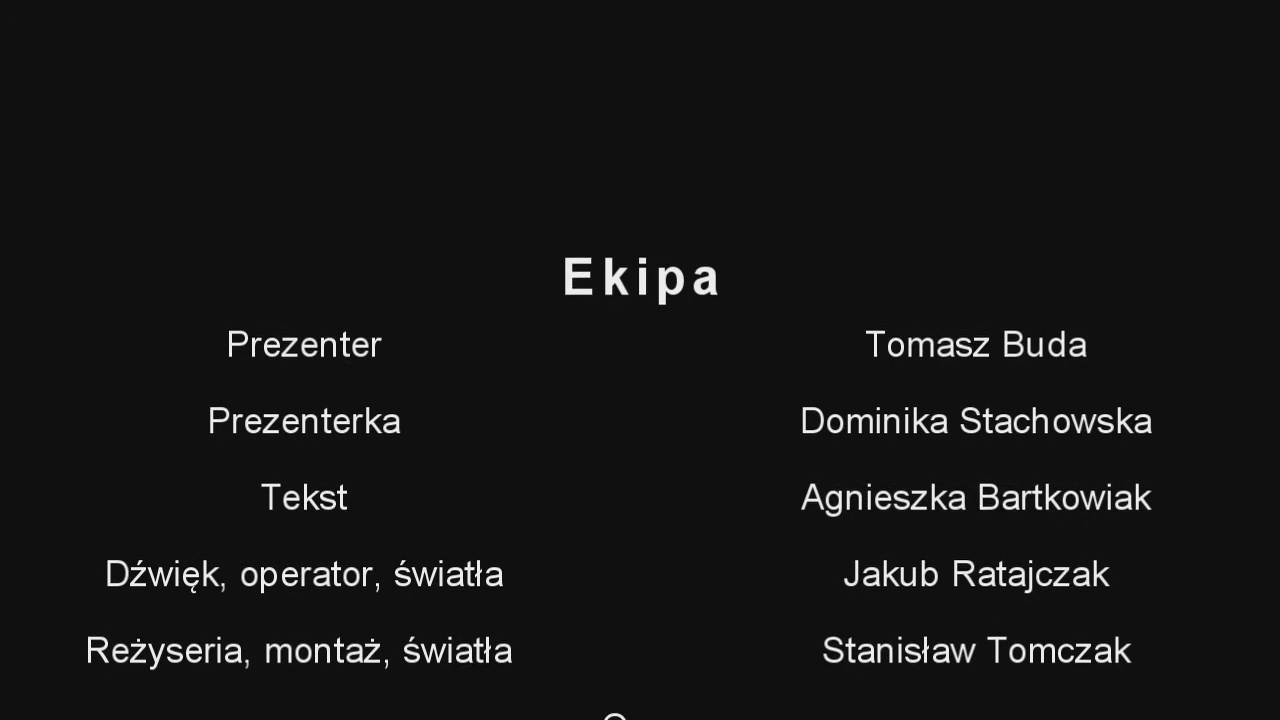 Ekipa
Prezenter Tomasz Buda
Prezenterka Dominika Stachowska
Tekst Agnieszka Bartkowiak
Dźwięk, operator, światła Jakub Ratajczak
Reżyseria, montaż, światła Stanisław Tomczak